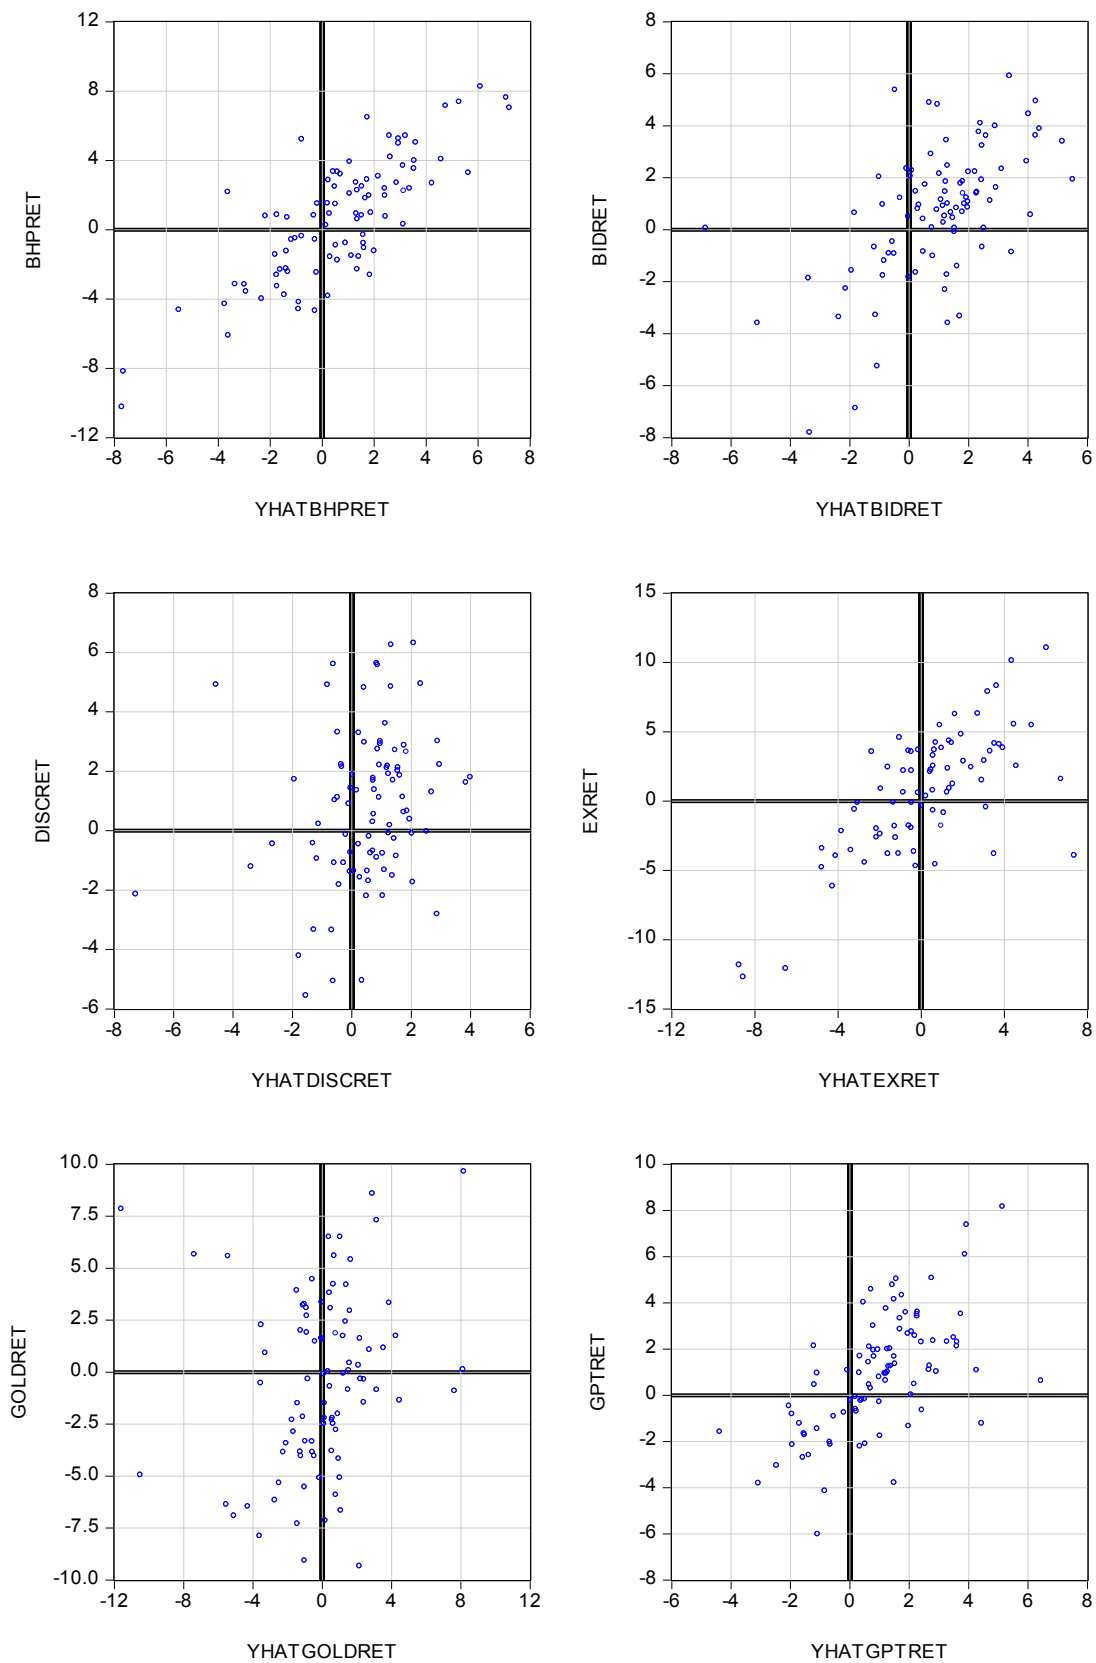 12
8
4
0
-4
-8
-12
BHPRET
-8 -6 -4 -2 0 2 4 6 8
YHATBHPRET
8
6
4
2
0
-2
-4
-6
-8
BIDRET
-8 -6 -4 -2 0 2 4 6
YHATBIDRET
8
6
4
2
0
-2
-4
-6
DISCRET
-8 -6 -4 -2 0 2 4 6
YHATDISCRET
15
10
5
0
-5
-10
-15
EXRET
-12 -8 -4 0 4 8
YHATEXRET
10.0
7.5
5.0
2.5
0.0
-2.5
-5.0
-7.5
-10.0
GOLDRET
-12 -8 -4 0 4 8 12
YHATGOLDRET
10
8
6
4
2
0
-2
-4
-6
-8
GPTRET
-6 -4 -2 0 2 4 6 8
YHATGPTRET